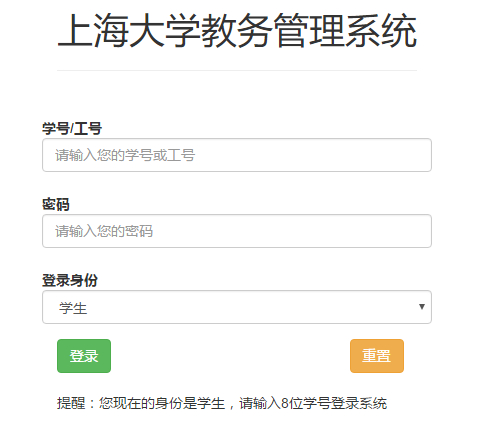 上海大学教务管理系统
学号/工号
请输入您的学号或工号
密码
请输入您的密码
登录身份
学生
登录 重置
提醒：您现在的身份是学生，请输入8位学号登录系统